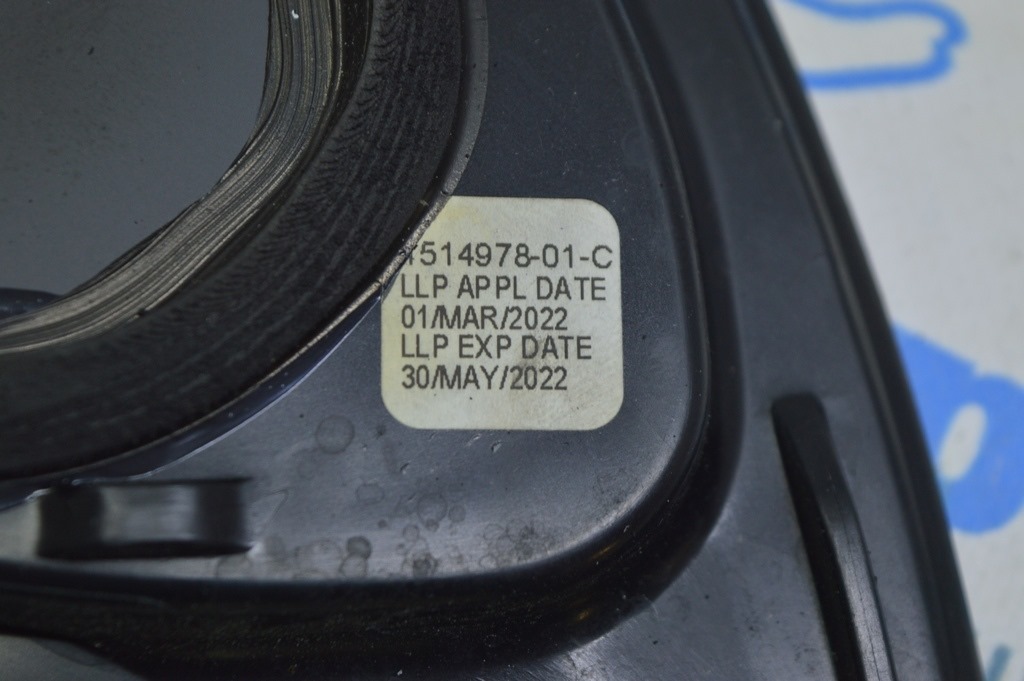 1514978-01-C
LLP APPL DATE
01/MAR/2022
LLP EXP DATE
30/MAY/2022